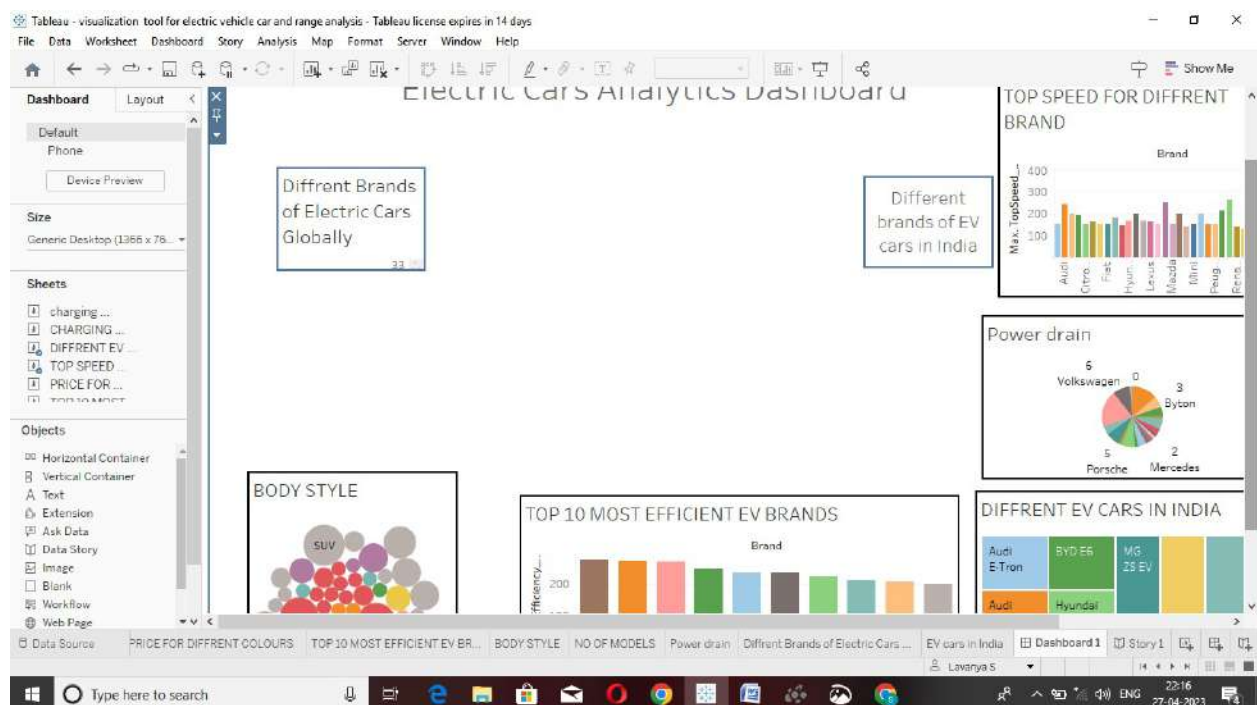 Tableau - visualization tool for electric vehicle car and range analysis - Tableau license expires in 14 days
File Data Worksheet Dashboard Story Analysis Map Format Server Window Help
Show Me
Dashboard Layout
Default
Phone
Device Preview
Size
Generic Desktop (1366 x 76...
Sheets
charging ...
CHARGING ...
DIFFRENT EV ...
TOP SPEED ...
PRICE FOR ...
TOP 10 MOST
Objects
Horizontal Container
Vertical Container
Text
Extension
Ask Data
Data Story
Image
Blank
Workflow
Web Page
Electric Cars Analytics Dashboard
Diffrent Brands
of Electric Cars
Globally
33
Different
brands of EV
cars in India
TOP SPEED FOR DIFFRENT
BRAND
Brand
Max. TopSpeed_...
400
300
200
100
Audi
Citro..
Fiat
Hyun..
Lexus
Mazda
Mini
Peug..
Rena..
Power drain
6
Volkswagen
0
3
Byton
5
Porsche
2
Mercedes
BODY STYLE
SUV
TOP 10 MOST EFFICIENT EV BRANDS
Brand
200
DIFFRENT EV CARS IN INDIA
Audi
E-Tron
BYD E6
MG
ZS EV
Audi
Hyundai
Data Source PRICE FOR DIFFRENT COLOURS TOP 10 MOST EFFICIENT EV BR... BODY STYLE NO OF MODELS Power drain Diffrent Brands of Electric Cars ... EV cars in India Dashboard 1 Story 1
Lavanya S
Type here to search
ENG
22:16
27-04-2023
4